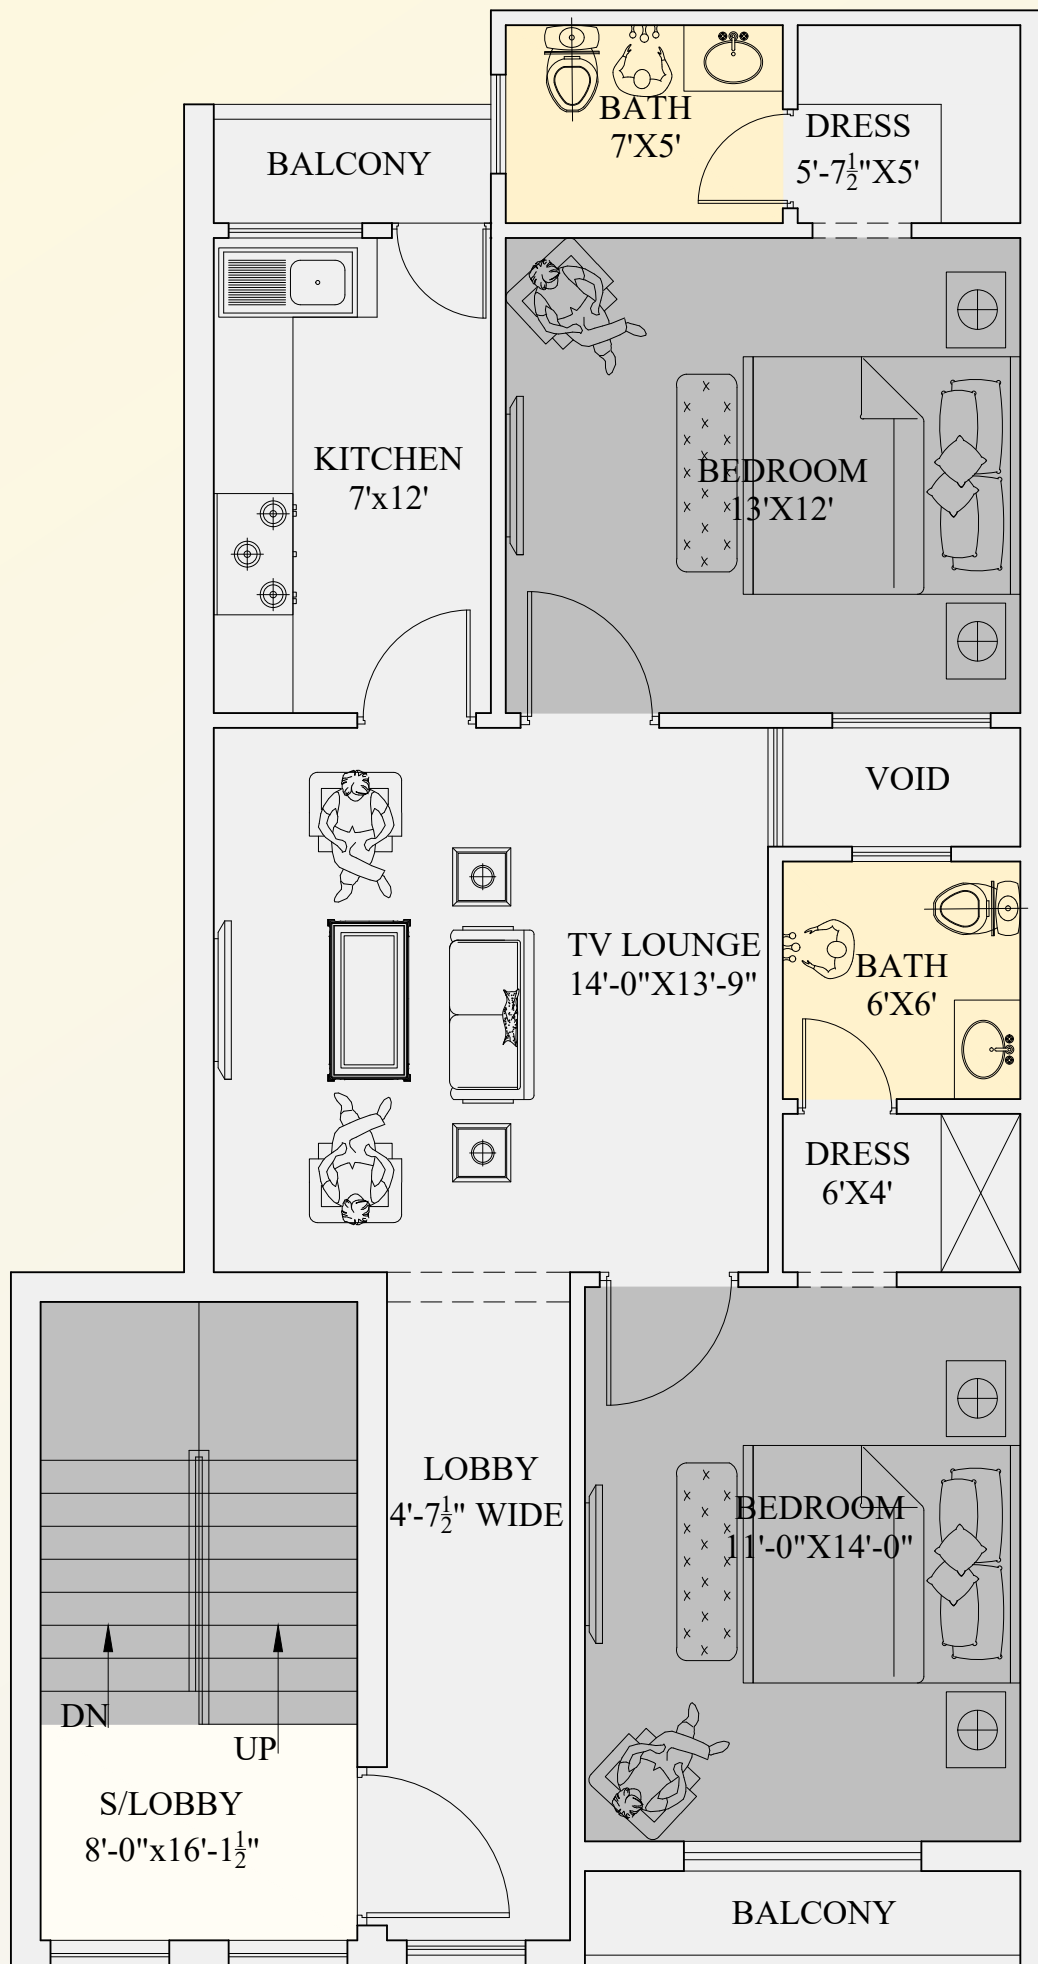 BATH
7'X5'
DRESS
5'-7½"X5'
BALCONY
KITCHEN
7'x12'
BEDROOM
13'X12'
VOID
TV LOUNGE
14'-0"X13'-9"
BATH
6'X6'
DRESS
6'X4'
LOBBY
4'-7½" WIDE
BEDROOM
11'-0"X14'-0"
DN
UP
S/LOBBY
8'-0"x16'-1½"
BALCONY